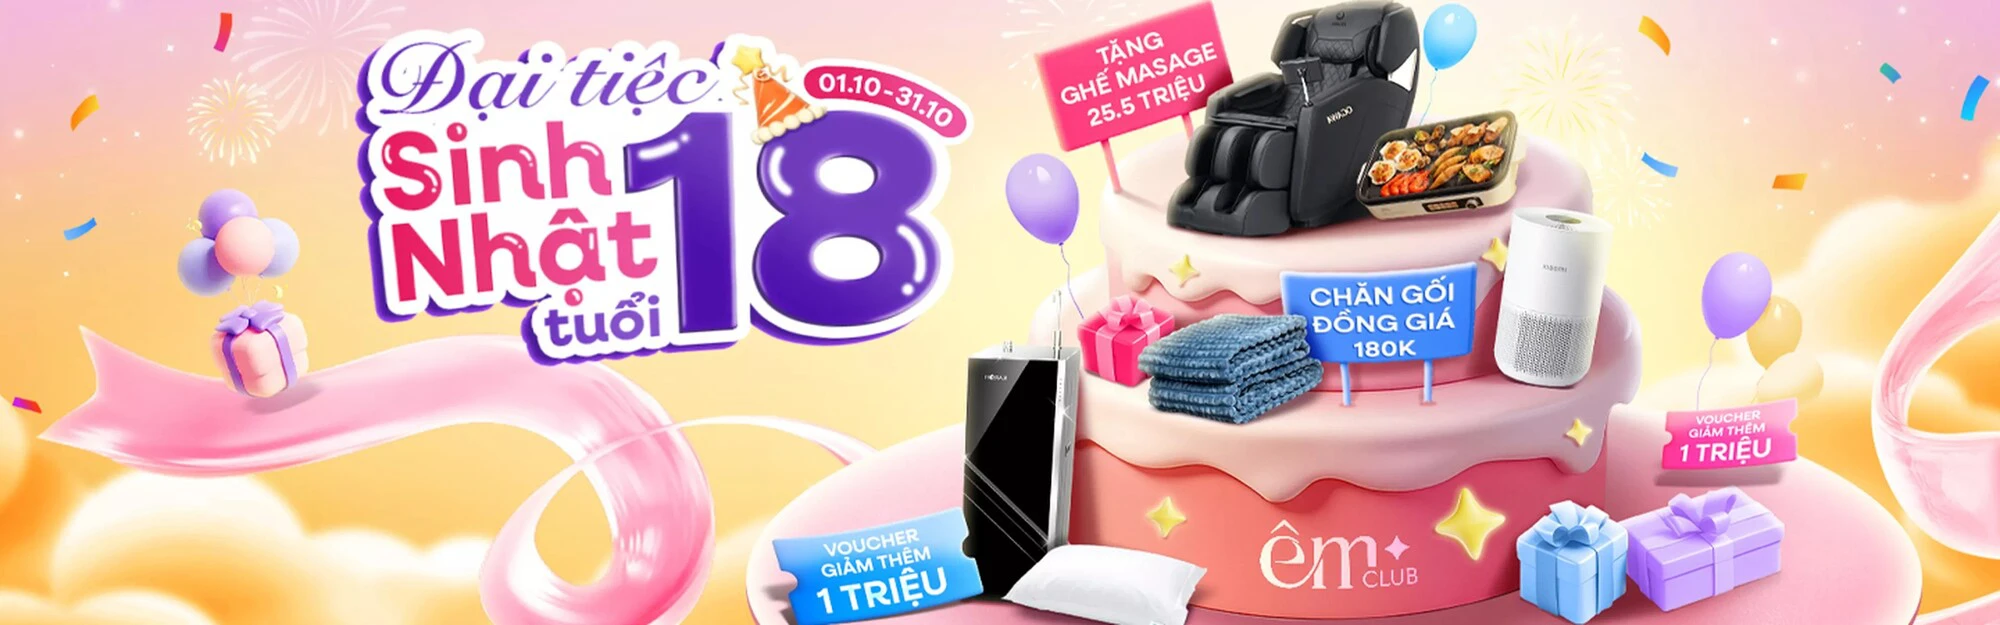 Đại tiệc
01.10 - 31.10
Sinh
Nhật
tuổi
18
TẶNG
GHẾ MASAGE
25.5 TRIỆU
CHĂN GỐI
ĐỒNG GIÁ
180K
XIAOMI
VOUCHER
GIẢM THÊM
1 TRIỆU
VOUCHER
GIẢM THÊM
1 TRIỆU
êm
CLUB